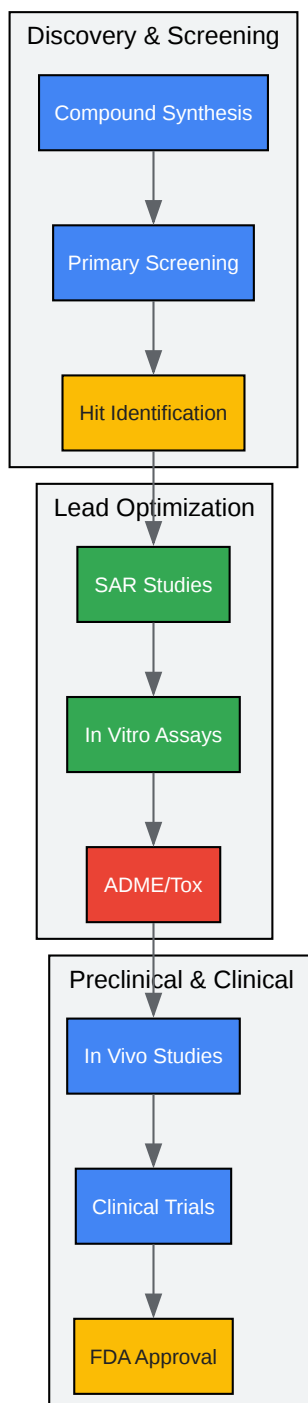 Discovery & Screening
Compound Synthesis
Primary Screening
Hit Identification
Lead Optimization
SAR Studies
In Vitro Assays
ADME/Tox
Preclinical & Clinical
In Vivo Studies
Clinical Trials
FDA Approval